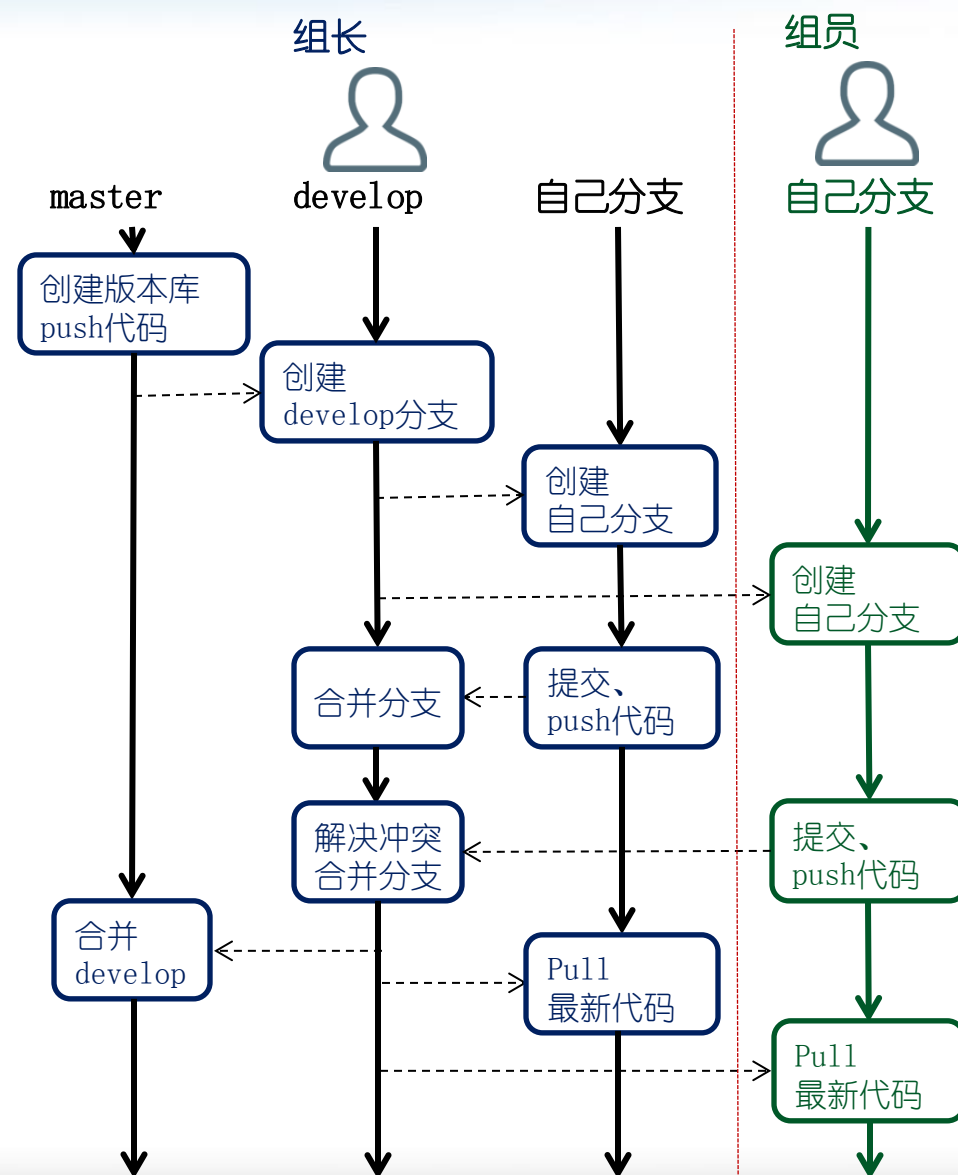 组长
组员
master
develop
自己分支
自己分支
创建版本库
push代码
创建
develop分支
创建
自己分支
创建
自己分支
合并分支
提交、
push代码
解决冲突
合并分支
提交、
push代码
合并
develop
Pull
最新代码
Pull
最新代码